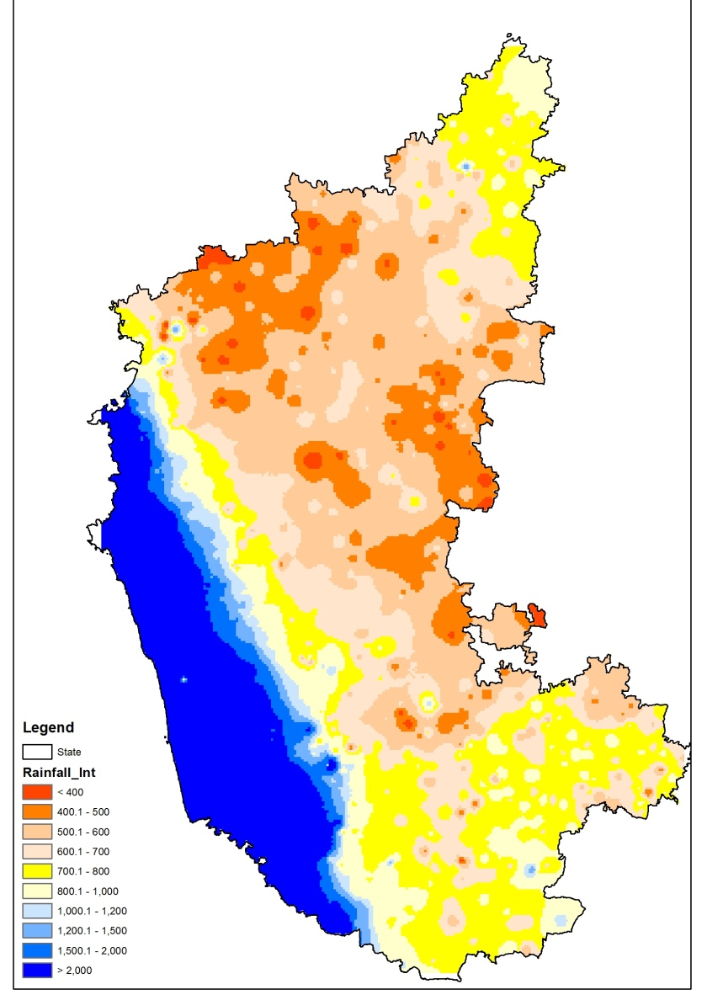 Legend
State
Rainfall_Int
< 400
400.1 - 500
500.1 - 600
600.1 - 700
700.1 - 800
800.1 - 1,000
1,000.1 - 1,200
1,200.1 - 1,500
1,500.1 - 2,000
> 2,000